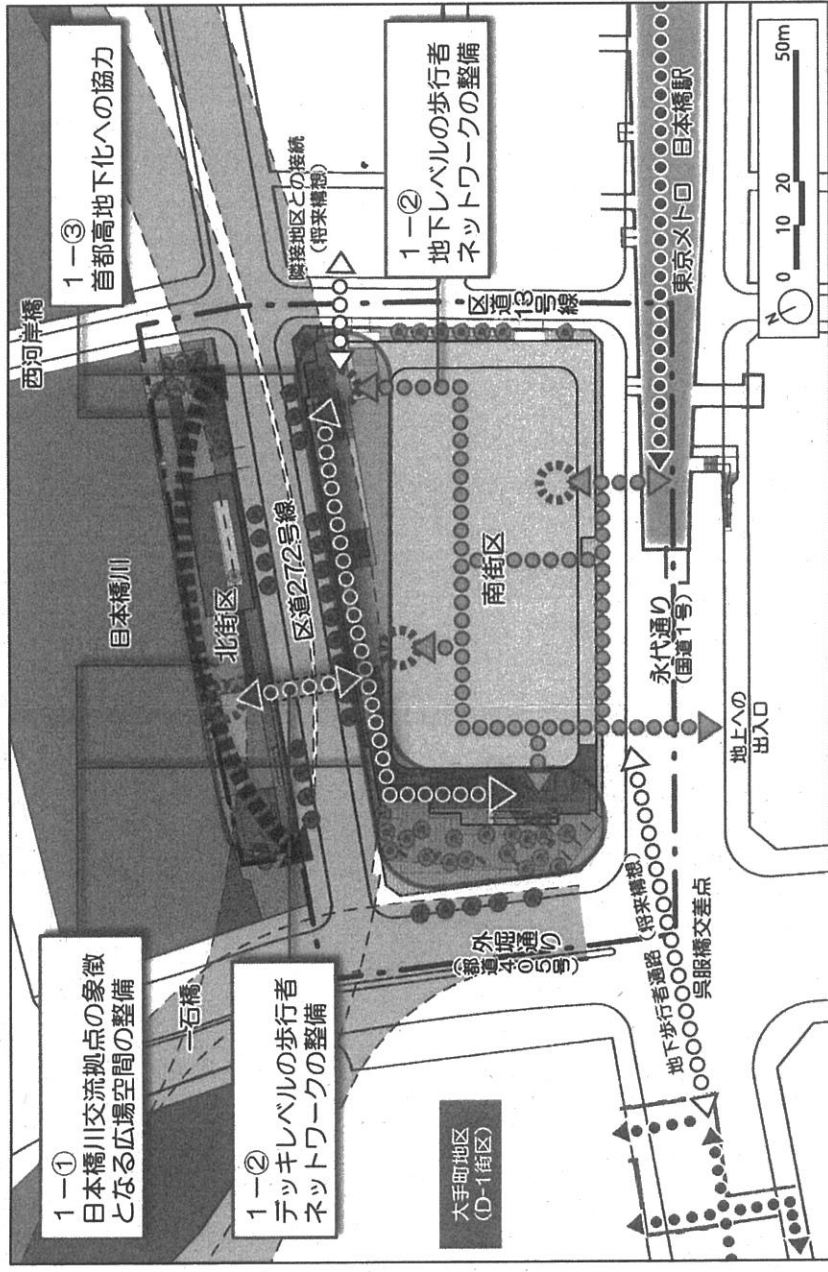 1－①
日本橋川交流拠点の象徴
となる広場空間の整備
1－③
首都高地下化への協力
1－②
デッキレベルの歩行者
ネットワークの整備
1－②
地下レベルの歩行者
ネットワークの整備
西河岸橋
日本橋川
一石橋
北街区
区道272号線
隣接地区との接続
(将来構想)
区道13号線
南街区
外堀通り
(都道405号)
大手町地区
(D-1街区)
永代通り
(国道1号)
東京メトロ 日本橋駅
地下歩行者通路 (将来構想)
呉服橋交差点
地上への
出入口
N
0 10 20 50m